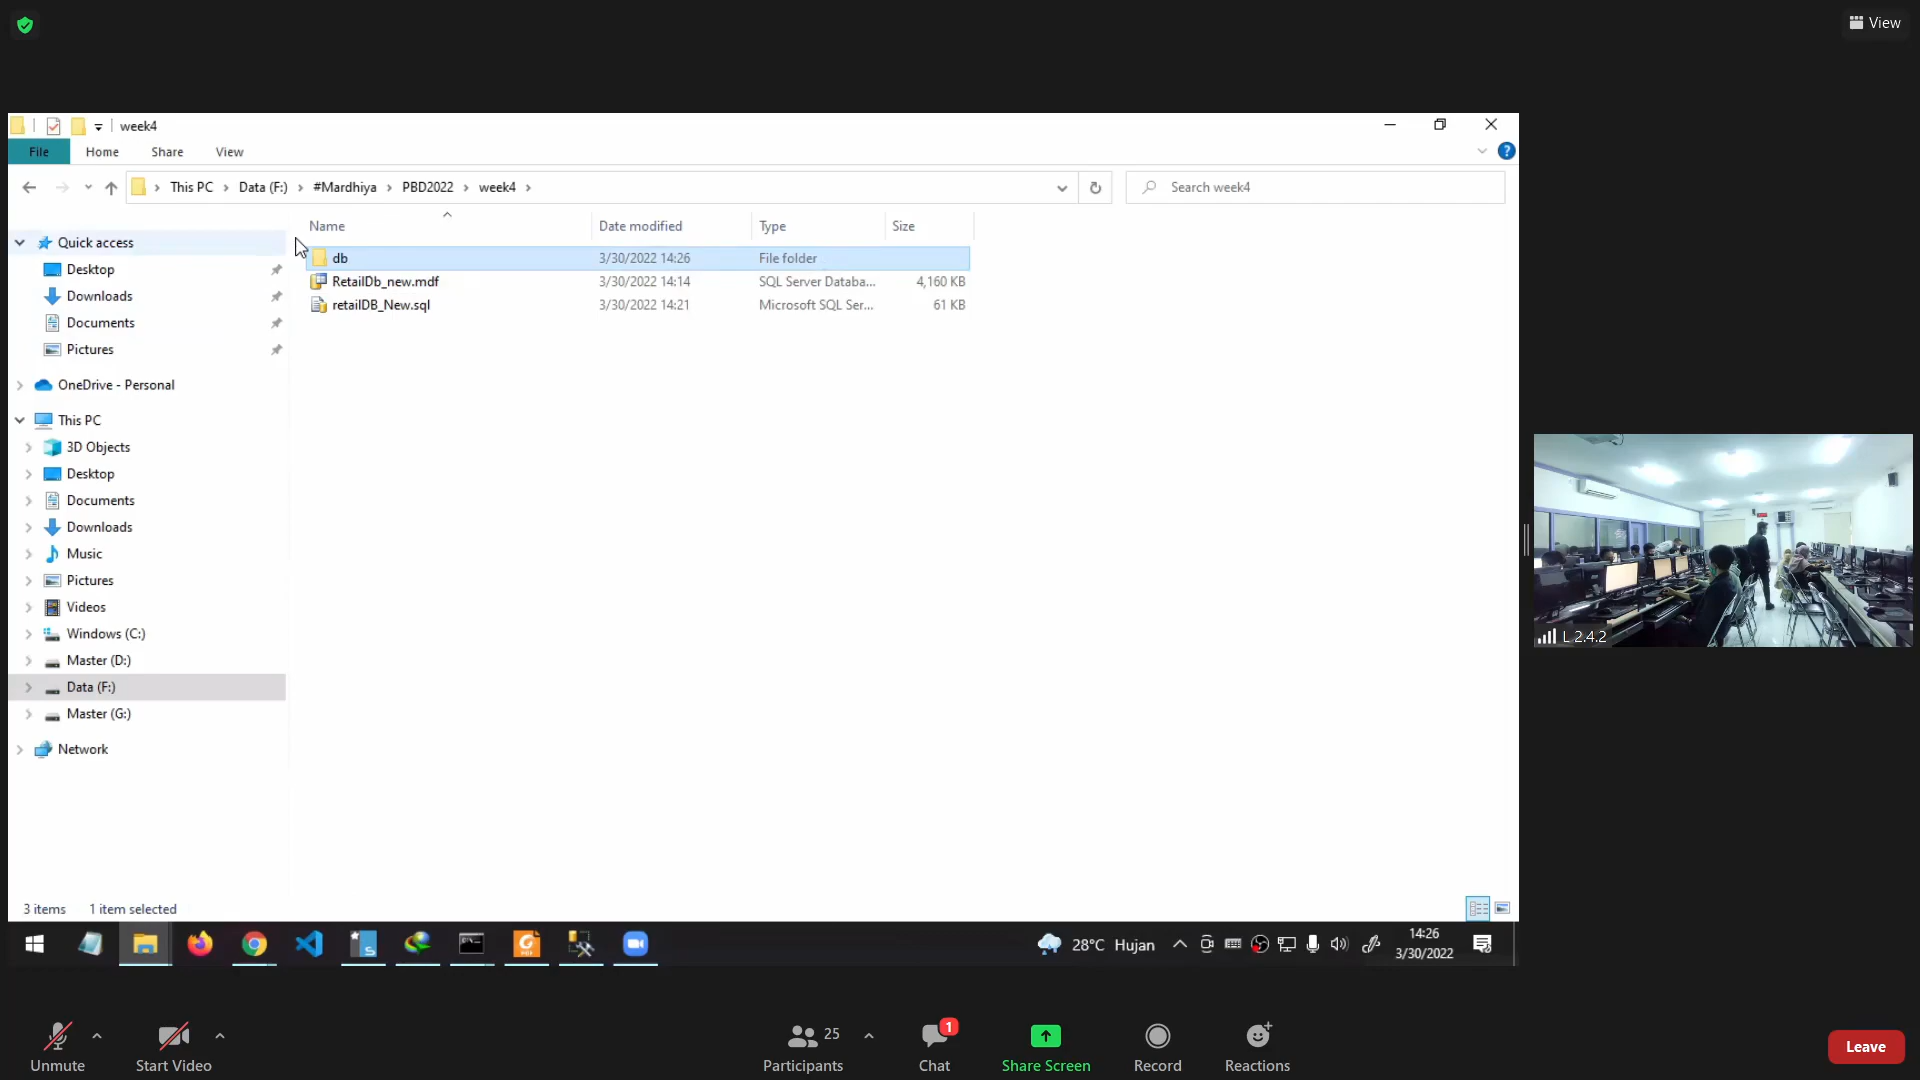 View
week4
File Home Share View
This PC Data (F:) #Mardhiya PBD2022 week4
Search week4
Name Date modified Type Size
Quick access
db 3/30/2022 14:26 File folder
Desktop
RetailDb_new.mdf 3/30/2022 14:14 SQL Server Databa... 4,160 KB
Downloads
retailDB_New.sql 3/30/2022 14:21 Microsoft SQL Ser... 61 KB
Documents
Pictures
OneDrive - Personal
This PC
3D Objects
Desktop
Documents
Downloads
Music
Pictures
Videos
Windows (C:)
Master (D:)
Data (F:)
Master (G:)
Network
L 2.4.2
3 items 1 item selected
28°C Hujan
14:26
3/30/2022
Unmute
Start Video
25
Participants
1
Chat
Share Screen
Record
Reactions
Leave